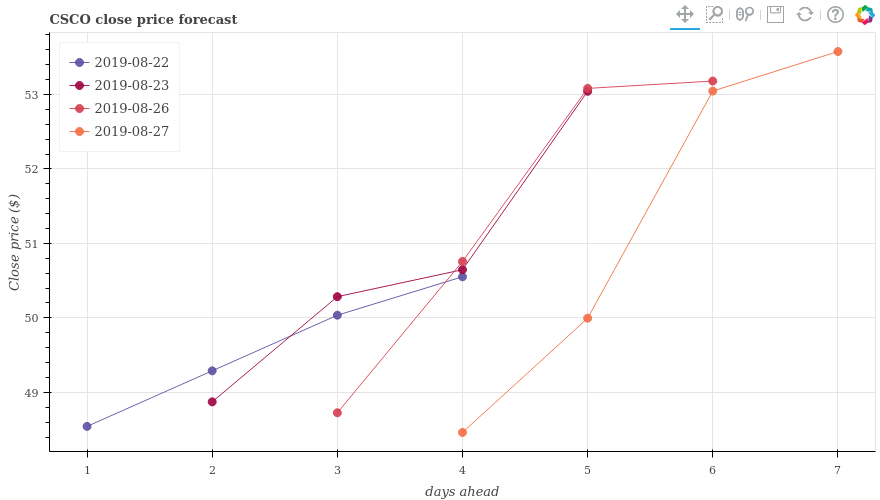 CSCO close price forecast
2019-08-22
2019-08-23
2019-08-26
2019-08-27
53
52
51
50
49
Close price ($)
1 2 3 4 5 6 7
days ahead